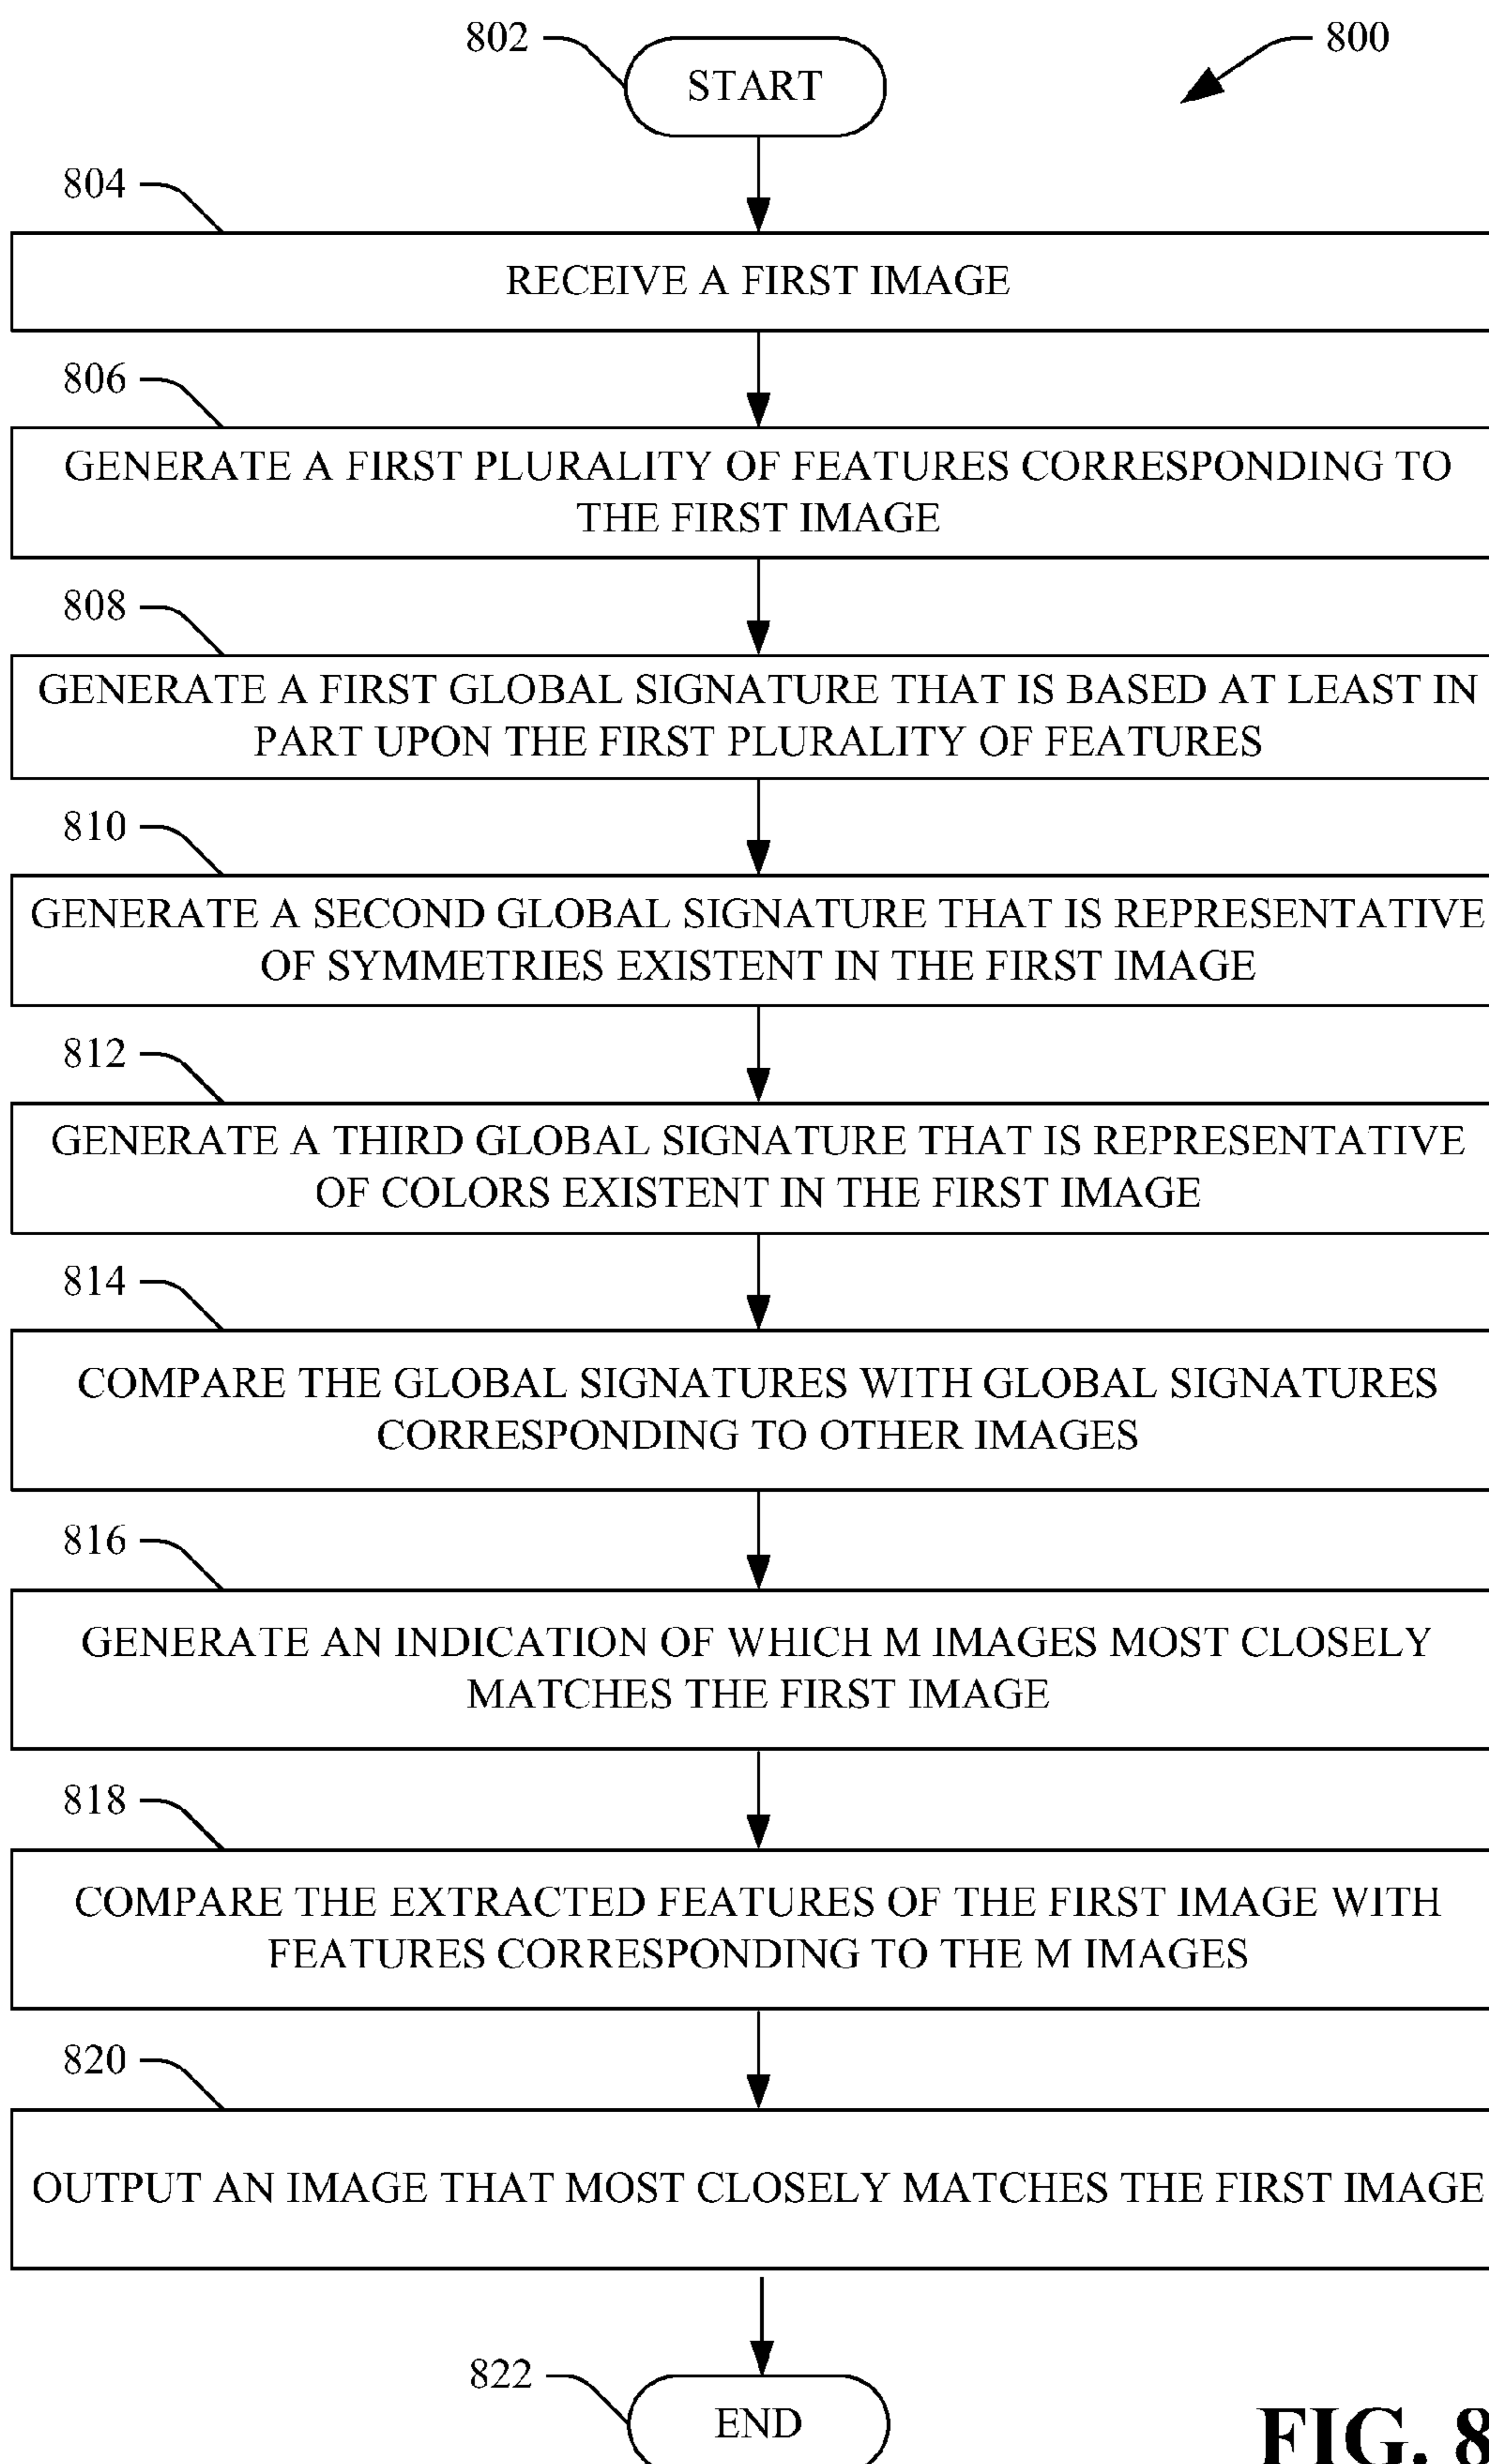 802
START
800
804
RECEIVE A FIRST IMAGE
806
GENERATE A FIRST PLURALITY OF FEATURES CORRESPONDING TO
THE FIRST IMAGE
808
GENERATE A FIRST GLOBAL SIGNATURE THAT IS BASED AT LEAST IN
PART UPON THE FIRST PLURALITY OF FEATURES
810
GENERATE A SECOND GLOBAL SIGNATURE THAT IS REPRESENTATIVE
OF SYMMETRIES EXISTENT IN THE FIRST IMAGE
812
GENERATE A THIRD GLOBAL SIGNATURE THAT IS REPRESENTATIVE
OF COLORS EXISTENT IN THE FIRST IMAGE
814
COMPARE THE GLOBAL SIGNATURES WITH GLOBAL SIGNATURES
CORRESPONDING TO OTHER IMAGES
816
GENERATE AN INDICATION OF WHICH M IMAGES MOST CLOSELY
MATCHES THE FIRST IMAGE
818
COMPARE THE EXTRACTED FEATURES OF THE FIRST IMAGE WITH
FEATURES CORRESPONDING TO THE M IMAGES
820
OUTPUT AN IMAGE THAT MOST CLOSELY MATCHES THE FIRST IMAGE
822
END
FIG. 8